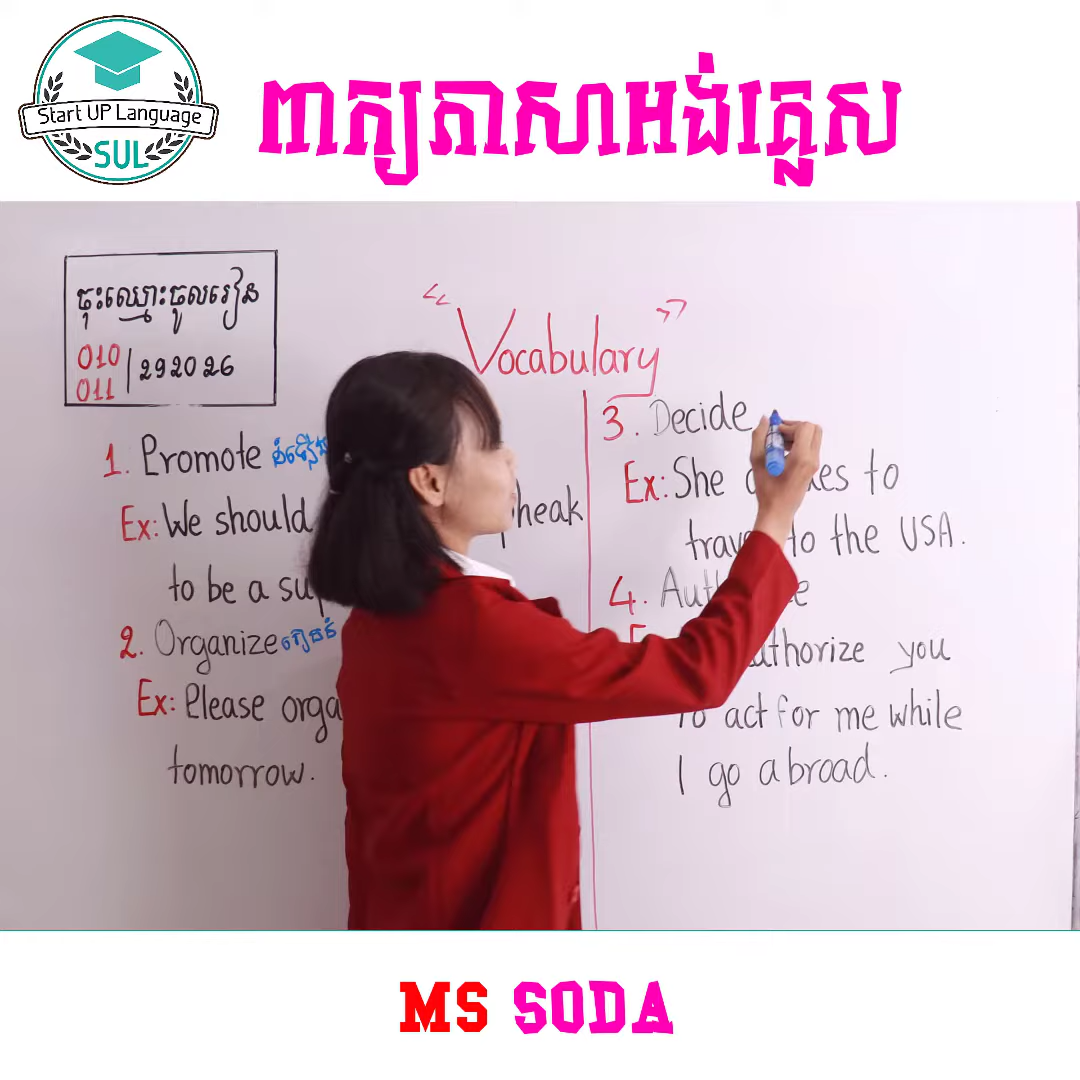 Start UP Language
SUL
ពាក្យភាសាអង់គ្លេស
ចុះឈ្មោះចូលរៀន
010
011
292026
"Vocabulary"
1. Promote
Ex: We should
to be a
2. Organize រៀបចំ
Ex: Please
tomorrow.
3. Decide
Ex: She to
to the USA.
4.
authorize you
to act for me while
I go abroad.
MS SODA